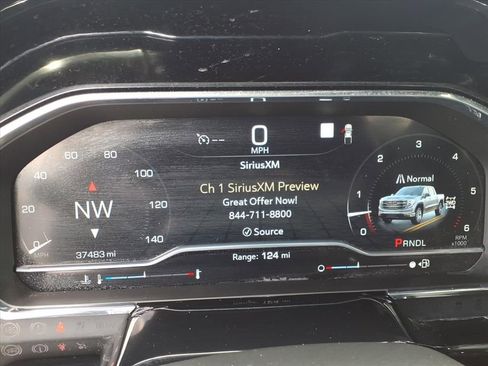 0
MPH
SiriusXM
Ch 1 SiriusXM Preview
Great Offer Now!
844-711-8800
Source
Range: 124 mi
0 20 40 60 80 100 120 140
MPH
NW
37483 mi
0 1 2 3 4 5 6
Normal
PRNDL
RPM
x1000